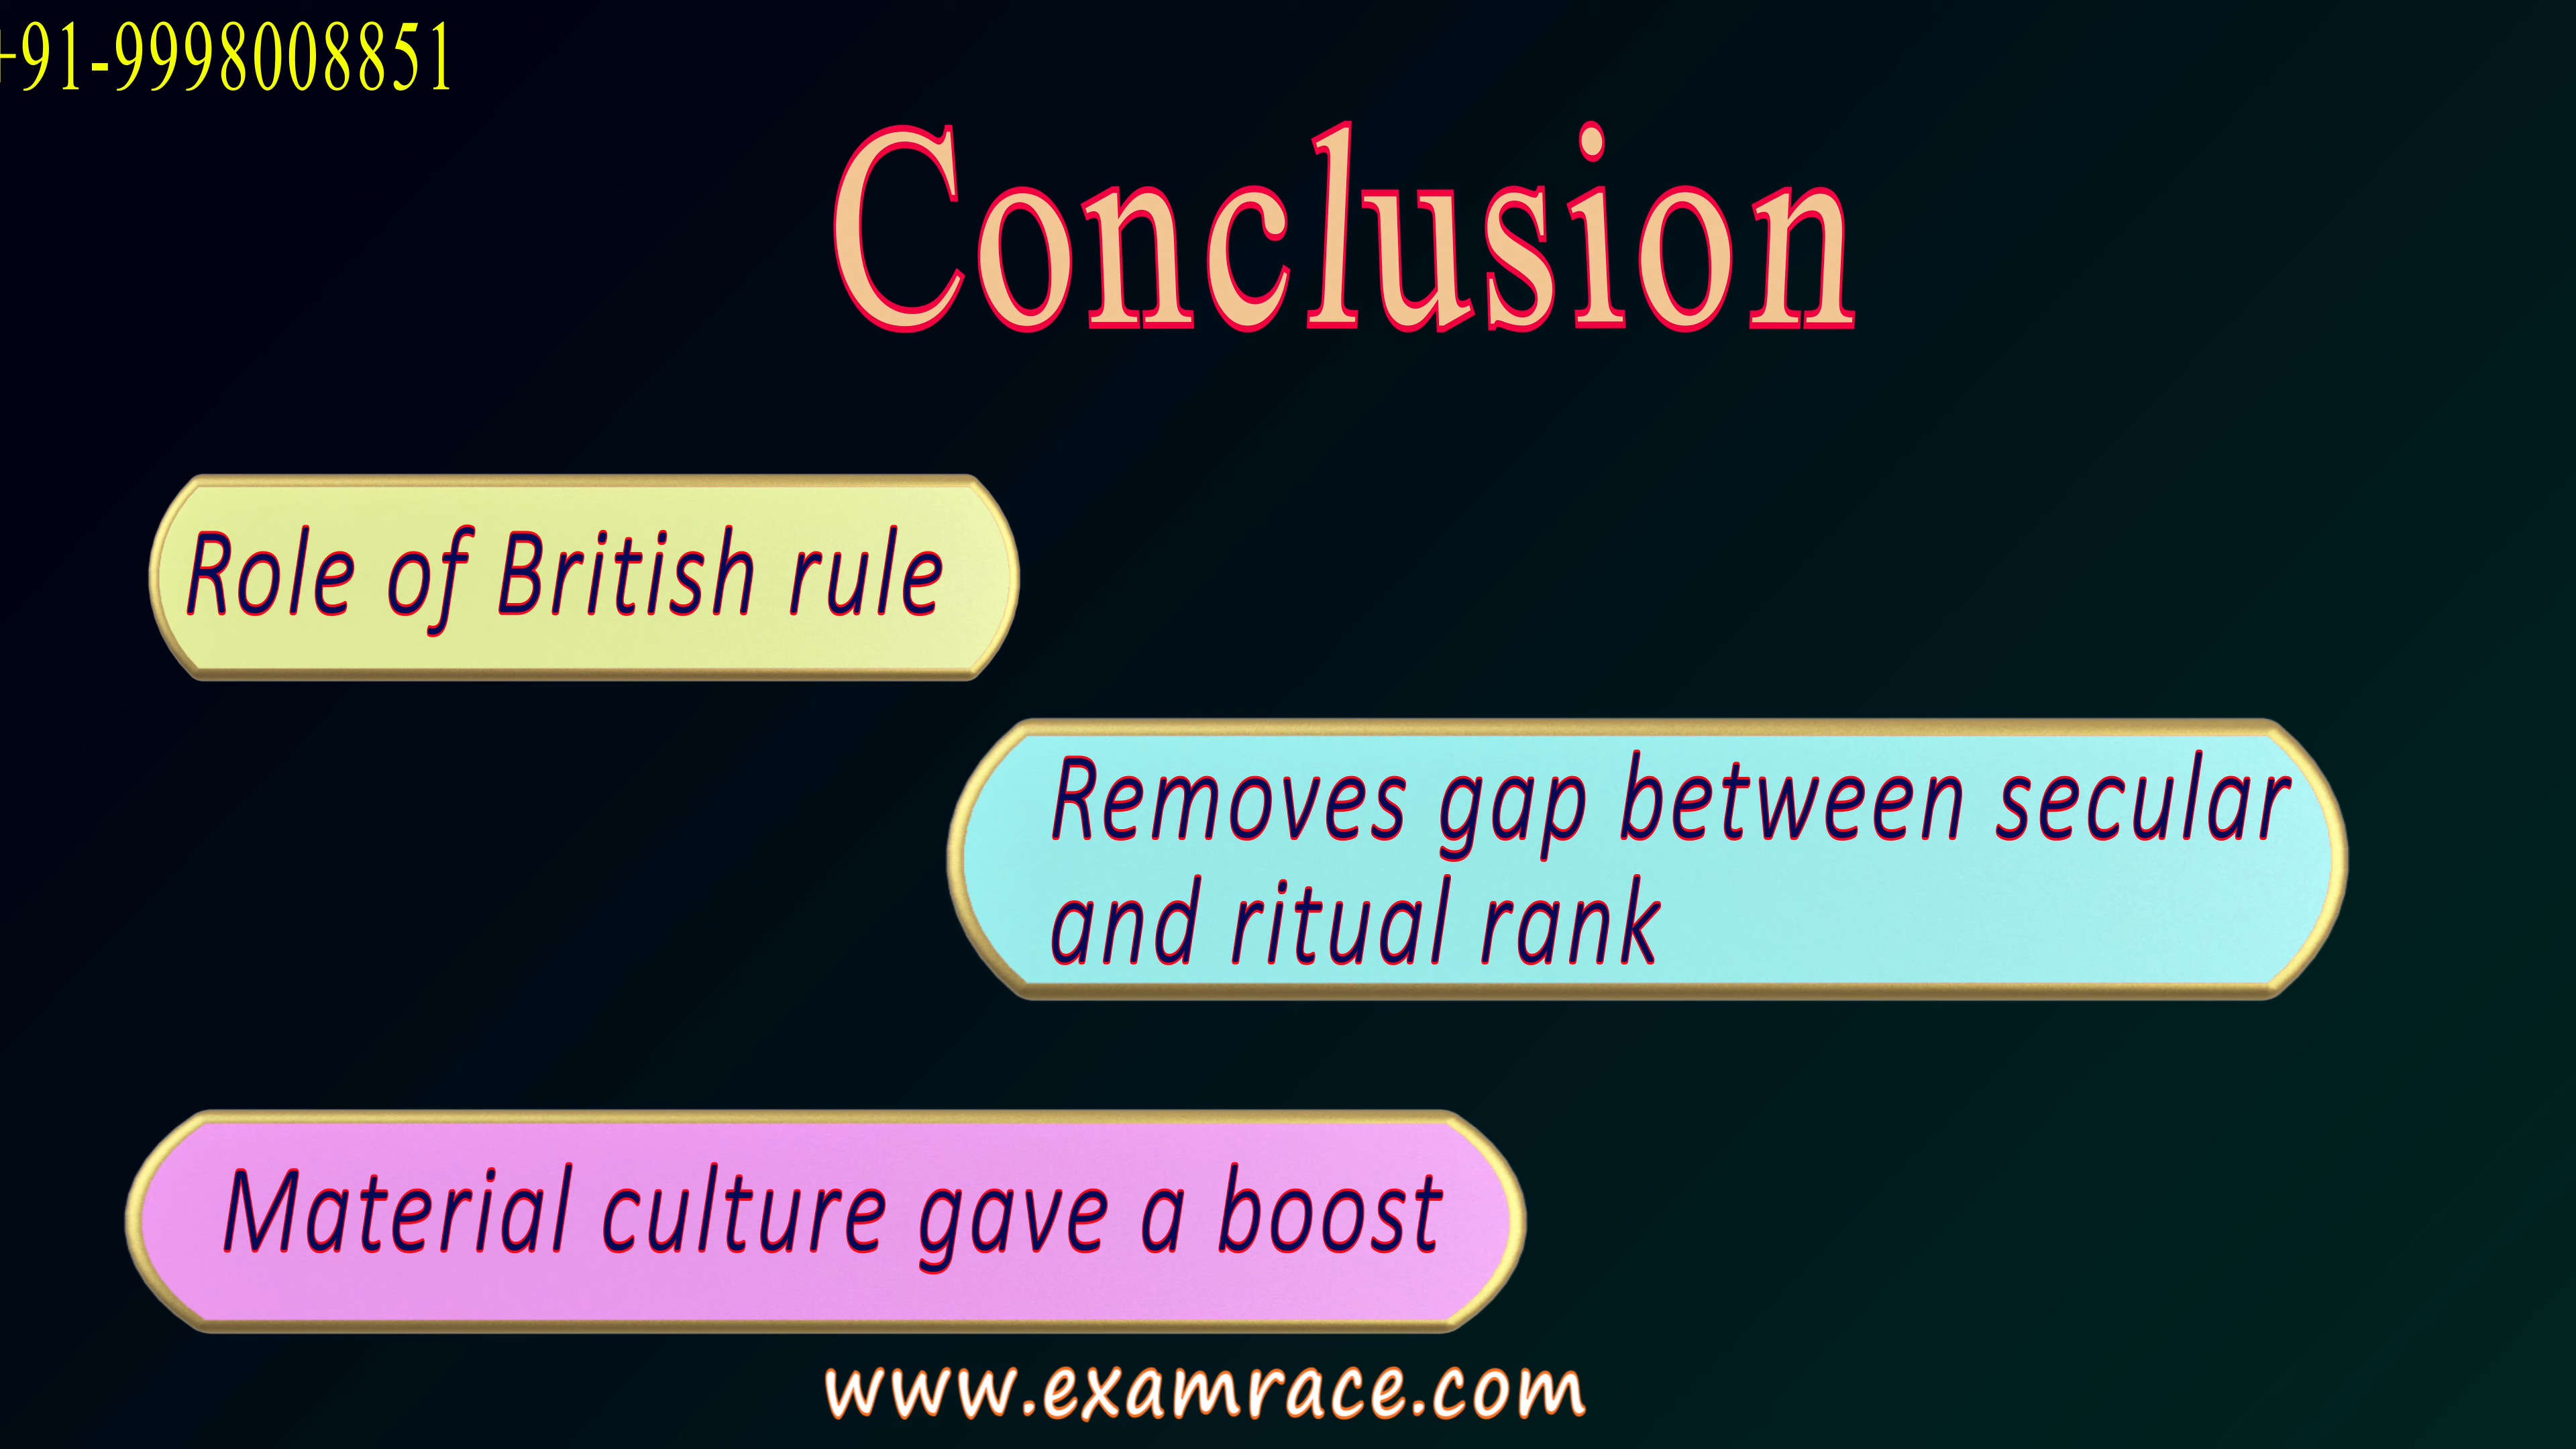 +91-9998008851
Conclusion
Role of British rule
Removes gap between secular
and ritual rank
Material culture gave a boost
www.examrace.com